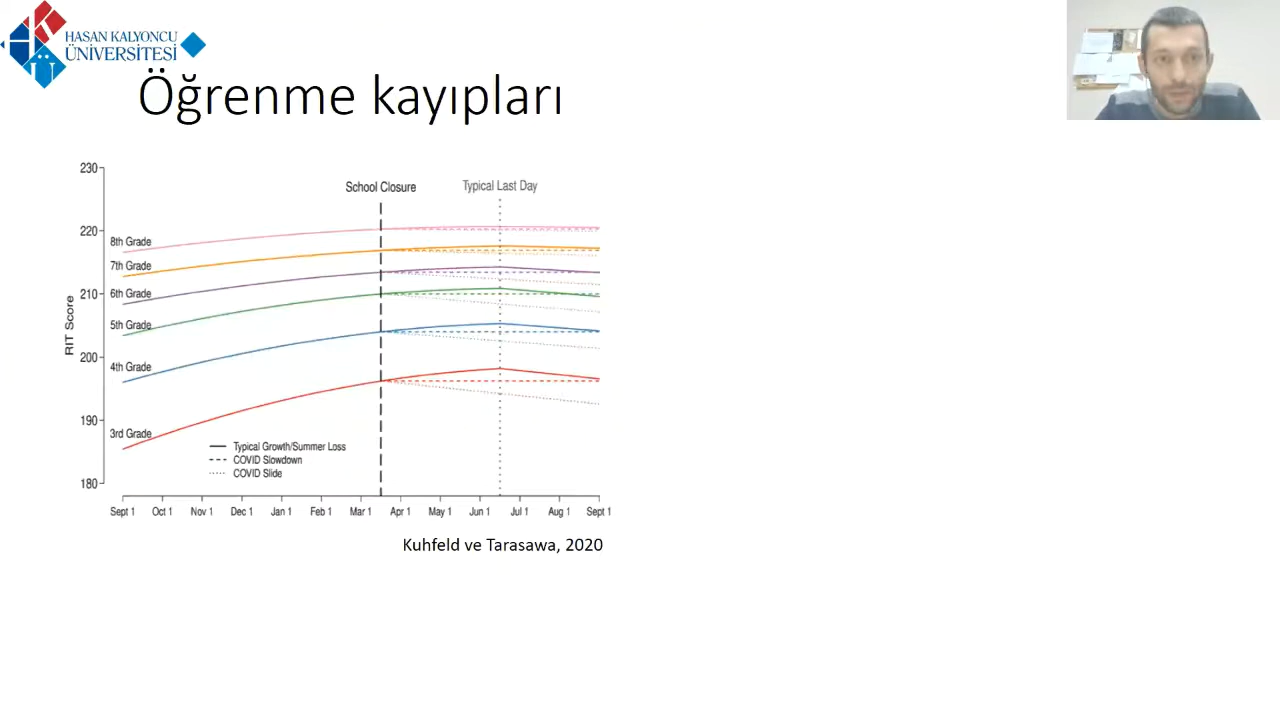 HASAN KALYONCU
ÜNİVERSİTESİ
Öğrenme kayıpları
230
220
210
200
190
180
RIT Score
School Closure
Typical Last Day
8th Grade
7th Grade
6th Grade
5th Grade
4th Grade
3rd Grade
Typical Growth/Summer Loss
COVID Slowdown
COVID Slide
Sept 1 Oct 1 Nov 1 Dec 1 Jan 1 Feb 1 Mar 1 Apr 1 May 1 Jun 1 Jul 1 Aug 1 Sept 1
Kuhfeld ve Tarasawa, 2020